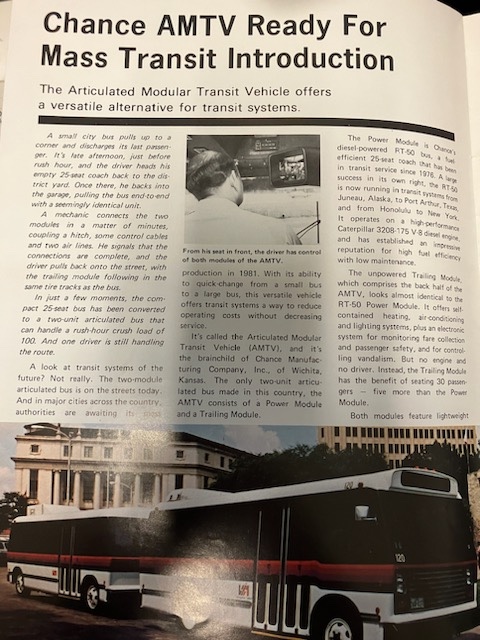 Chance AMTV Ready For
Mass Transit Introduction
The Articulated Modular Transit Vehicle offers
a versatile alternative for transit systems.
A small city bus pulls up to a
corner and discharges its last passen-
ger. It's late afternoon, just before
rush hour, and the driver heads his
empty 25-seat coach back to the dis-
trict yard. Once there, he backs into
the garage, pulling the bus end-to-end
with a seemingly identical unit.
A mechanic connects the two
modules in a matter of minutes,
coupling a hitch, some control cables
and two air lines. He signals that the
connections are complete, and the
driver pulls back onto the street, with
the trailing module following in the
same tire tracks as the bus.
In just a few moments, the com-
pact 25-seat bus has been converted
to a two-unit articulated bus that
can handle a rush-hour crush load of
100. And one driver is still handling
the route.
A look at transit systems of the
future? Not really. The two-module
articulated bus is on the streets today.
And in major cities across the country,
authorities are awaiting its
From his seat in front, the driver has control
of both modules of the AMTV.
production in 1981. With its ability
to quick-change from a small bus
to a large bus, this versatile vehicle
offers transit systems a way to reduce
operating costs without decreasing
service.
It's called the Articulated Modular
Transit Vehicle (AMTV), and it's
the brainchild of Chance Manufac-
turing Company, Inc., of Wichita,
Kansas. The only two-unit articu-
lated bus made in this country, the
AMTV consists of a Power Module
and a Trailing Module.
The Power Module is Chance's
diesel-powered RT-50 bus, a fuel-
efficient 25-seat coach that has been
in transit service since 1976. A large
success in its own right, the RT-50
is now running in transit systems from
Juneau, Alaska, to Port Arthur, Texas,
and from Honolulu to New York.
It operates on a high-performance
Caterpillar 3208-175 V-8 diesel engine,
and has established an impressive
reputation for high fuel efficiency
with low maintenance.
The unpowered Trailing Module,
which comprises the back half of the
AMTV, looks almost identical to the
RT-50 Power Module. It offers self-
contained heating, air-conditioning
and lighting systems, plus an electronic
system for monitoring fare collection
and passenger safety, and for control-
ling vandalism. But no engine and
no driver. Instead, the Trailing Module
has the benefit of seating 30 passen-
gers — five more than the Power
Module.
Both modules feature lightweight
120
120